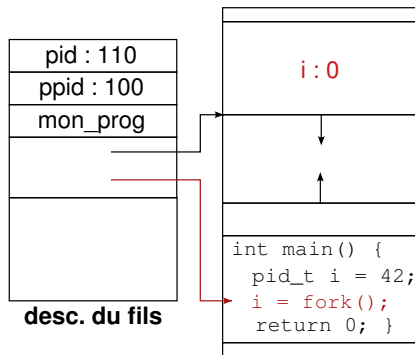 pid : 110
ppid : 100
mon_prog
desc. du fils
i : 0
int main() {
pid_t i = 42;
i = fork();
return 0; }